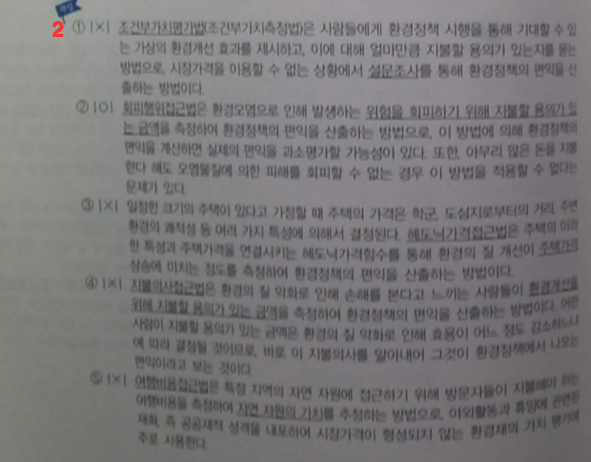 해설
2 ① |×| 조건부가치평가법(조건부가치측정법)은 사람들에게 환경정책 시행을 통해 기대할 수 있
는 가상의 환경개선 효과를 제시하고, 이에 대해 얼마만큼 지불할 용의가 있는지를 묻는
방법으로, 시장가격을 이용할 수 없는 상황에서 설문조사를 통해 환경정책의 편익을 산
출하는 방법이다.
② |○| 회피행위접근법은 환경오염으로 인해 발생하는 위험을 회피하기 위해 지불할 용의가 있
는 금액을 측정하여 환경정책의 편익을 산출하는 방법으로, 이 방법에 의해 환경정책의
편익을 계산하면 실제의 편익을 과소평가할 가능성이 있다. 또한, 아무리 많은 돈을 지불
한다 해도 오염물질에 의한 피해를 회피할 수 없는 경우 이 방법을 적용할 수 없다는
문제가 있다.
③ |×| 일정한 크기의 주택이 있다고 가정할 때 주택의 가격은 학군, 도심지로부터의 거리, 주변
환경의 쾌적성 등 여러 가지 특성에 의해서 결정된다. 헤도닉가격접근법은 주택의 이러
한 특성과 주택가격을 연결시키는 헤도닉가격함수를 통해 환경의 질 개선이 주택가격
상승에 미치는 정도를 측정하여 환경정책의 편익을 산출하는 방법이다.
④ |×| 지불의사접근법은 환경의 질 악화로 인해 손해를 본다고 느끼는 사람들이 환경개선을
위해 지불할 용의가 있는 금액을 측정하여 환경정책의 편익을 산출하는 방법이다. 어떤
사람이 지불할 용의가 있는 금액은 환경의 질 악화로 인해 효용이 어느 정도 감소하느냐
에 따라 결정될 것이므로, 바로 이 지불의사를 알아내어 그것이 환경정책에서 나오는
편익이라고 보는 것이다.
⑤ |×| 여행비용접근법은 특정 지역의 자연 자원에 접근하기 위해 방문자들이 지불해야 하는
여행비용을 측정하여 자연 자원의 가치를 추정하는 방법으로, 야외활동과 휴양에 관련된
재화, 즉 공공재적 성격을 내포하여 시장가격이 형성되지 않는 환경재의 가치 평가에
주로 사용한다.